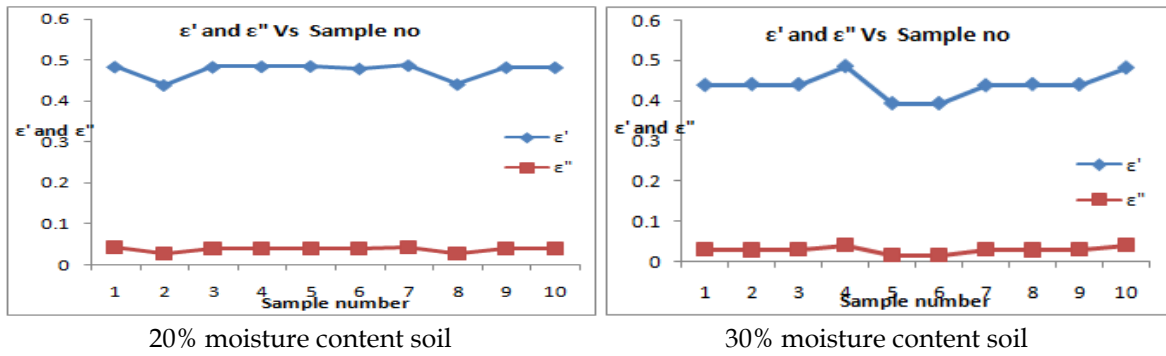 ε' and ε" Vs Sample no
0.6
0.5
0.4
ε' and ε"
0.3
0.2
0.1
0
ε'
ε"
1 2 3 4 5 6 7 8 9 10
Sample number
20% moisture content soil
ε' and ε" Vs Sample no
0.6
0.5
0.4
ε' and ε"
0.3
0.2
0.1
0
ε'
ε"
1 2 3 4 5 6 7 8 9 10
Sample number
30% moisture content soil